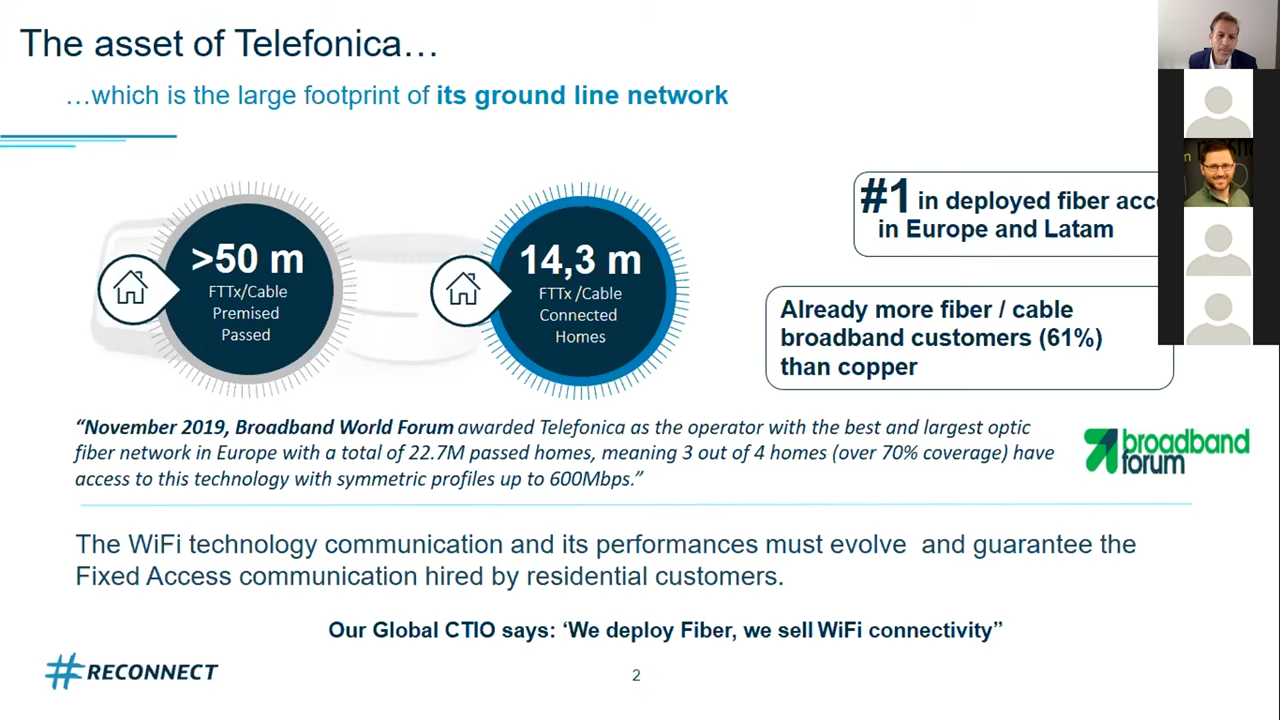 The asset of Telefonica…
…which is the large footprint of its ground line network
>50 m
FTTx/Cable
Premised
Passed
14,3 m
FTTx /Cable
Connected
Homes
#1 in deployed fiber
in Europe and Latam
Already more fiber / cable
broadband customers (61%)
than copper
“November 2019, Broadband World Forum awarded Telefonica as the operator with the best and largest optic
fiber network in Europe with a total of 22.7M passed homes, meaning 3 out of 4 homes (over 70% coverage) have
access to this technology with symmetric profiles up to 600Mbps.”
broadband
forum
The WiFi technology communication and its performances must evolve and guarantee the
Fixed Access communication hired by residential customers.
Our Global CTIO says: ‘We deploy Fiber, we sell WiFi connectivity”
#RECONNECT
2